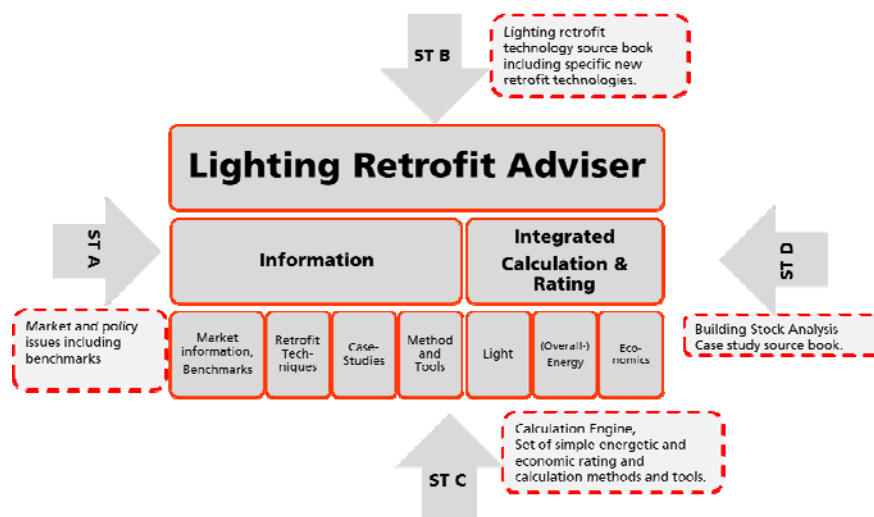 ST B
Lighting retrofit
technology source book
including specific new
retrofit technologies.
Lighting Retrofit Adviser
ST A
Information
Integrated
Calculation &
Rating
ST D
Market and policy
issues including
benchmarks
Market
information,
Benchmarks
Retrofit
Tech-
niques
Case-
Studies
Method
and
Tools
Light
(Overall-)
Energy
Eco-
nomics
Building Stock Analysis
Case study source book.
ST C
Calculation Engine,
Set of simple energetic and
economic rating and
calculation methods and tools.